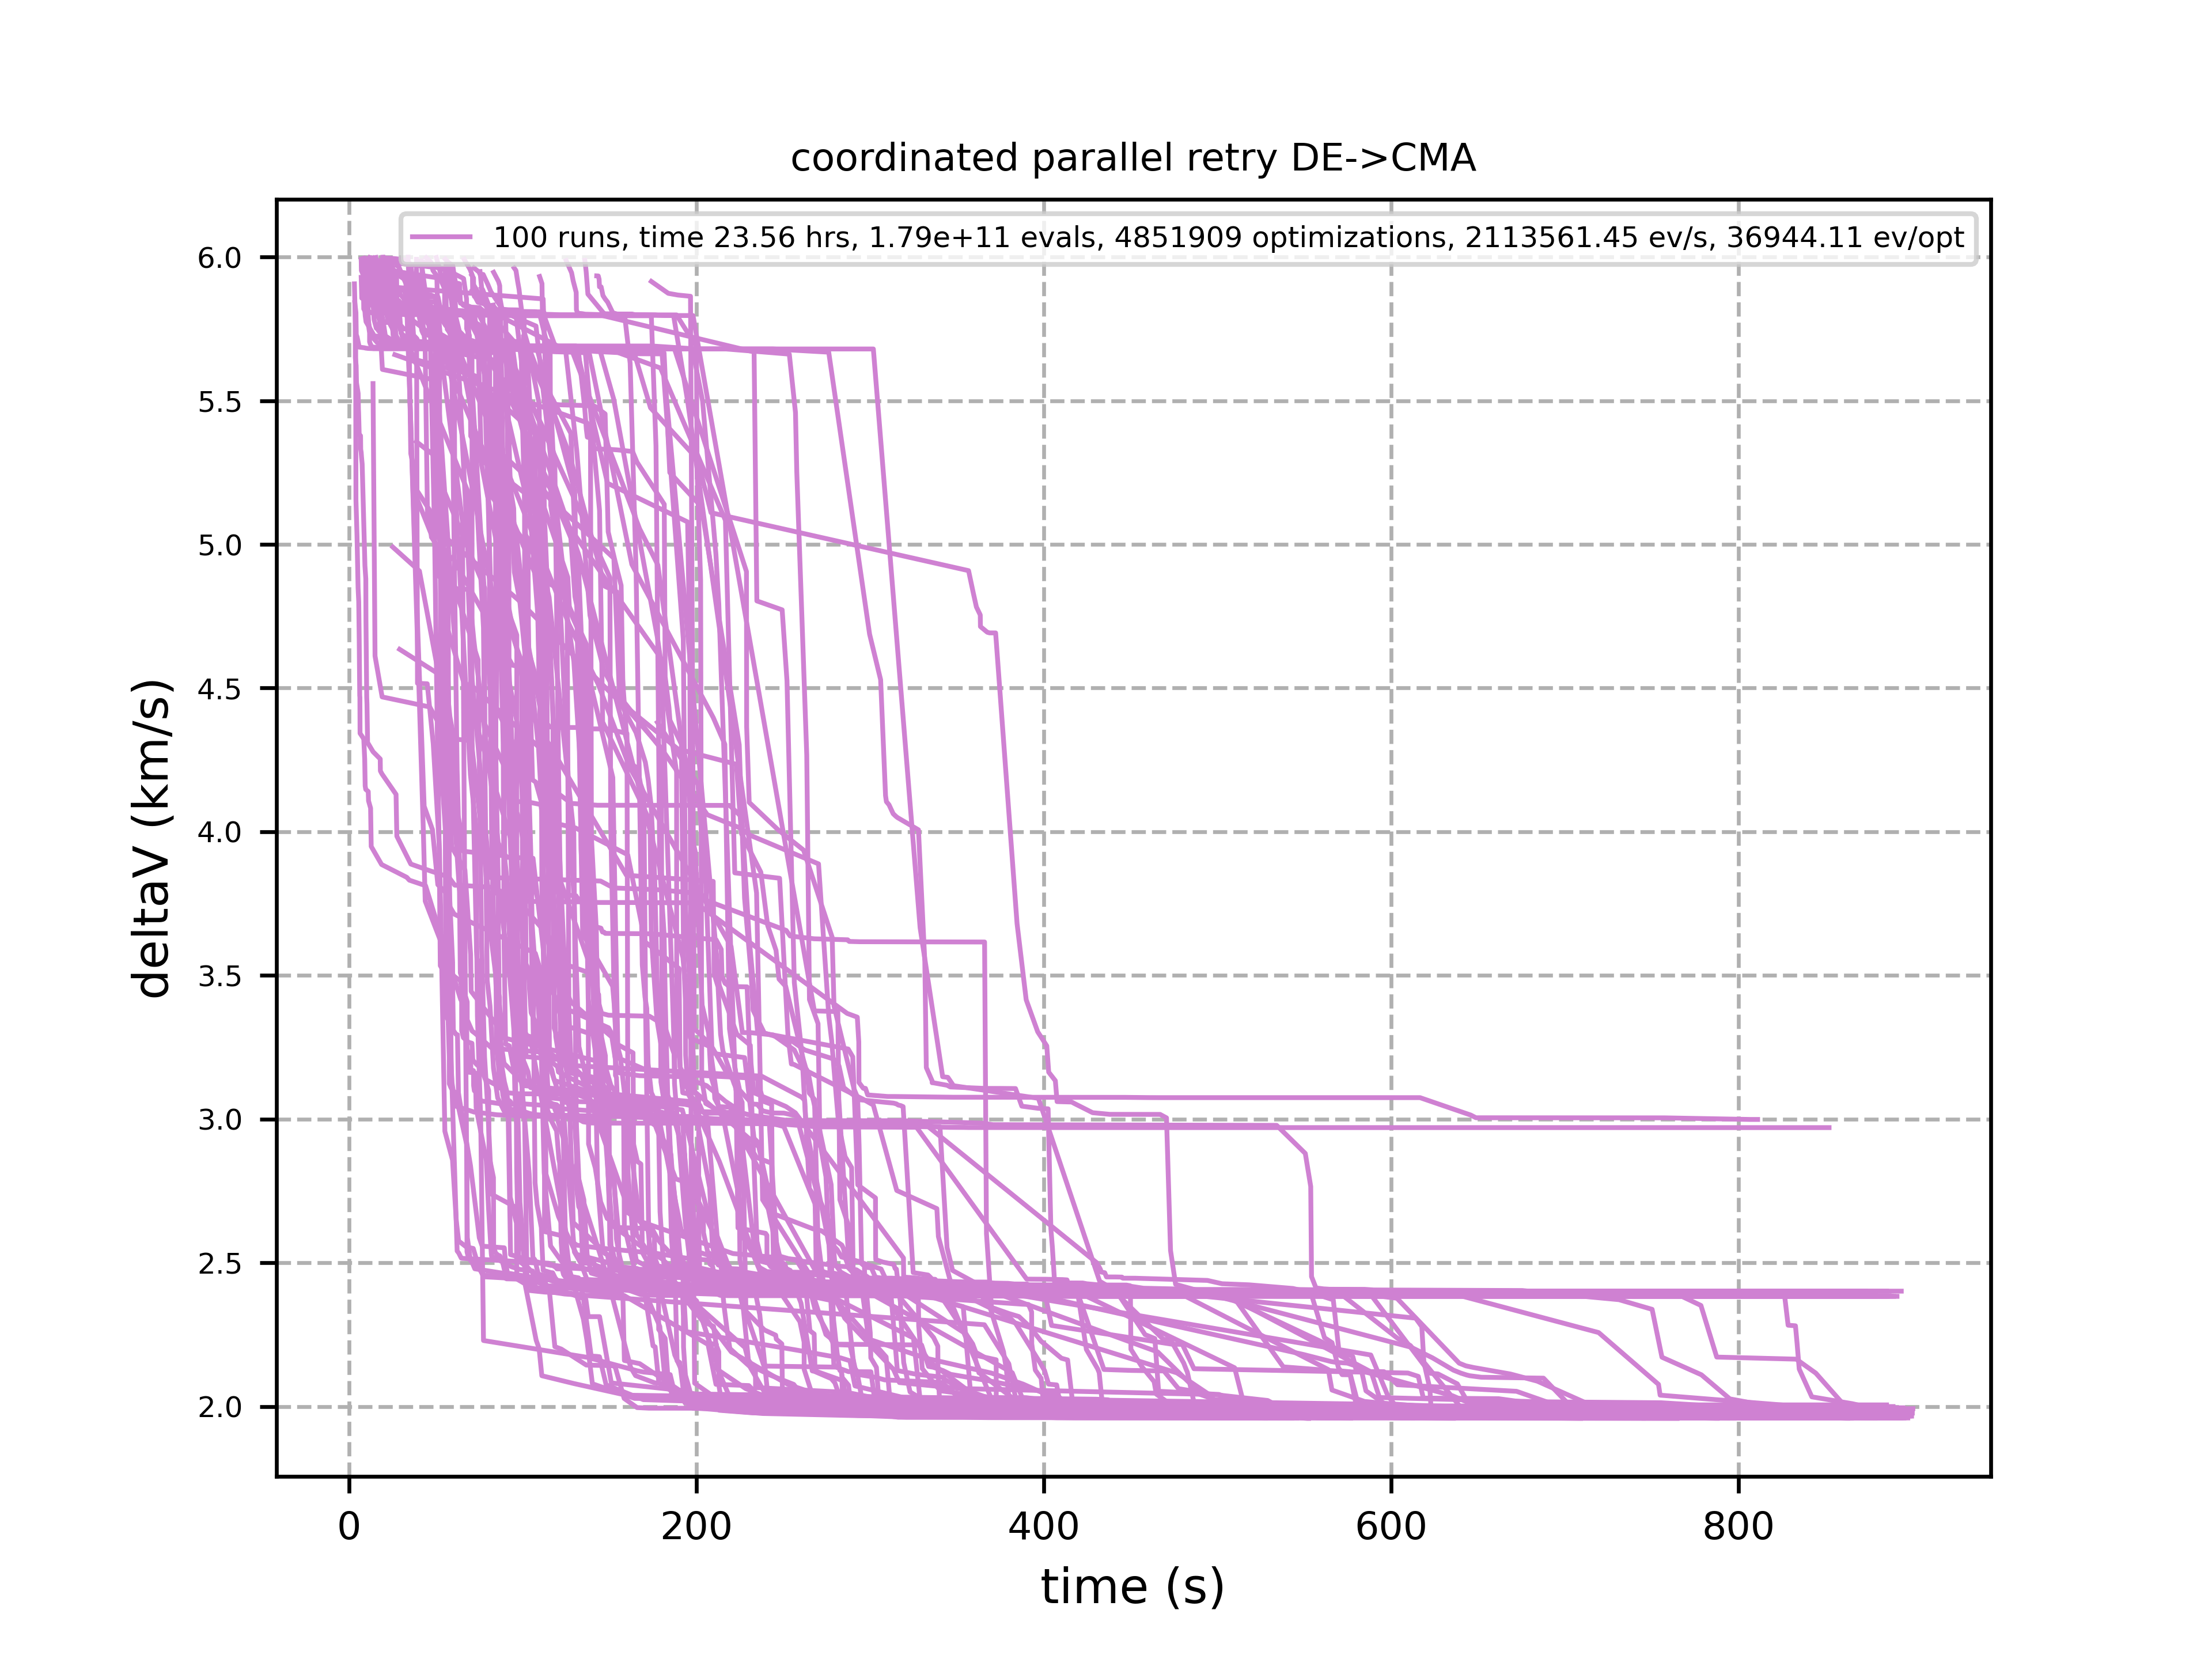 coordinated parallel retry DE->CMA
100 runs, time 23.56 hrs, 1.79e+11 evals, 4851909 optimizations, 2113561.45 ev/s, 36944.11 ev/opt
6.0
5.5
5.0
4.5
4.0
3.5
3.0
2.5
2.0
deltaV (km/s)
0 200 400 600 800
time (s)